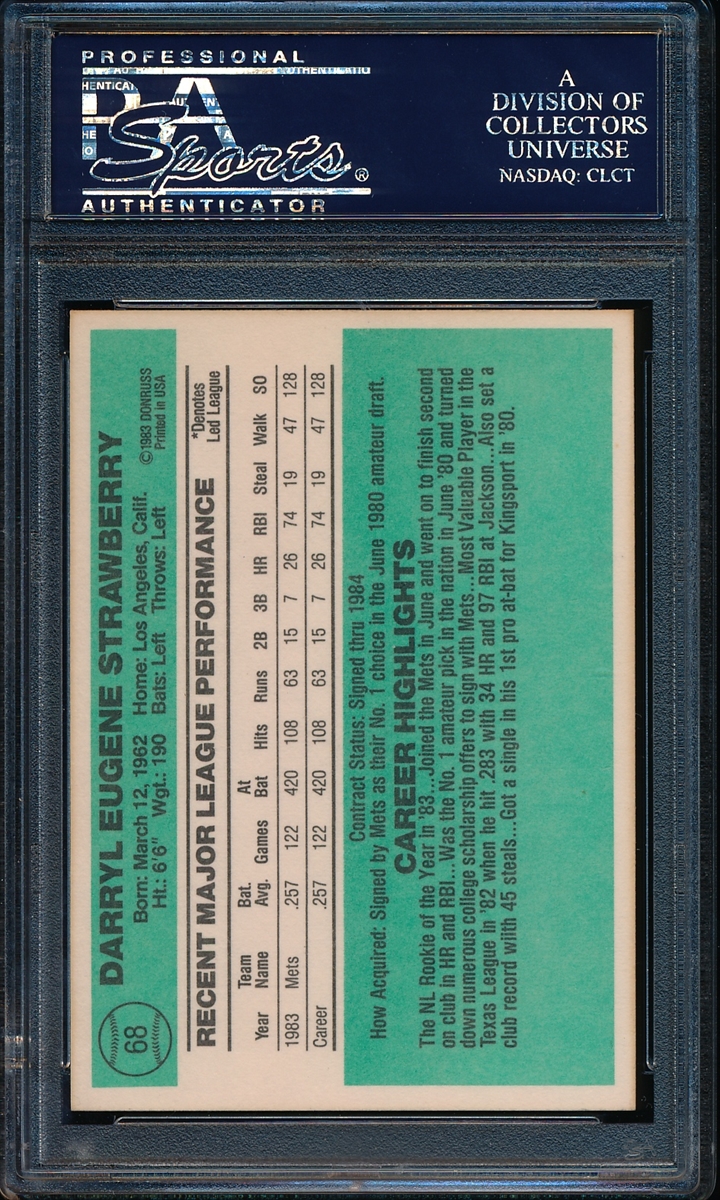 PROFESSIONAL
PSA
Sports®
AUTHENTICATOR
A
DIVISION OF
COLLECTORS
UNIVERSE
NASDAQ: CLCT
68
DARRYL EUGENE STRAWBERRY
Born: March 12, 1962 Home: Los Angeles, Calif. ©1983 DONRUSS
Ht.: 6'6" Wgt.: 190 Bats: Left Throws: Left Printed in USA
RECENT MAJOR LEAGUE PERFORMANCE *Denotes Led League
Year Team Name Bat. Avg. Games At Bat Hits Runs 2B 3B HR RBI Steal Walk SO
1983 Mets .257 122 420 108 63 15 7 26 74 19 47 128
Career .257 122 420 108 63 15 7 26 74 19 47 128
Contract Status: Signed thru 1984
How Acquired: Signed by Mets as their No. 1 choice in the June 1980 amateur draft.
CAREER HIGHLIGHTS
The NL Rookie of the Year in '83...Joined the Mets in June and went on to finish second
on club in HR and RBI...Was the No. 1 amateur pick in the nation in June '80 and turned
down numerous college scholarship offers to sign with Mets...Most Valuable Player in the
Texas League in '82 when he hit .283 with 34 HR and 97 RBI at Jackson...Also set a
club record wiith 45 steals...Got a single in his 1st pro at-bat for Kingsport in '80.